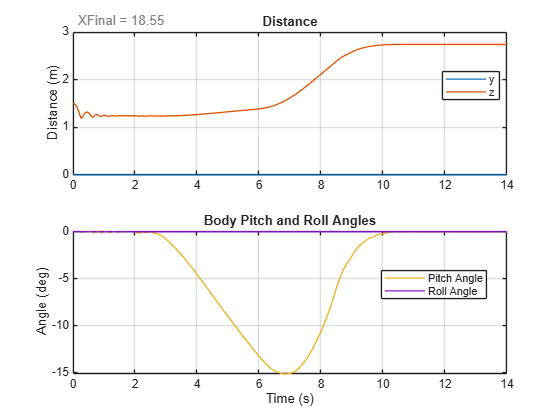 XFinal = 18.55
Distance
3
2
1
0
Distance (m)
y
z
0 2 4 6 8 10 12 14
Body Pitch and Roll Angles
0
-5
-10
-15
Angle (deg)
Pitch Angle
Roll Angle
0 2 4 6 8 10 12 14
Time (s)